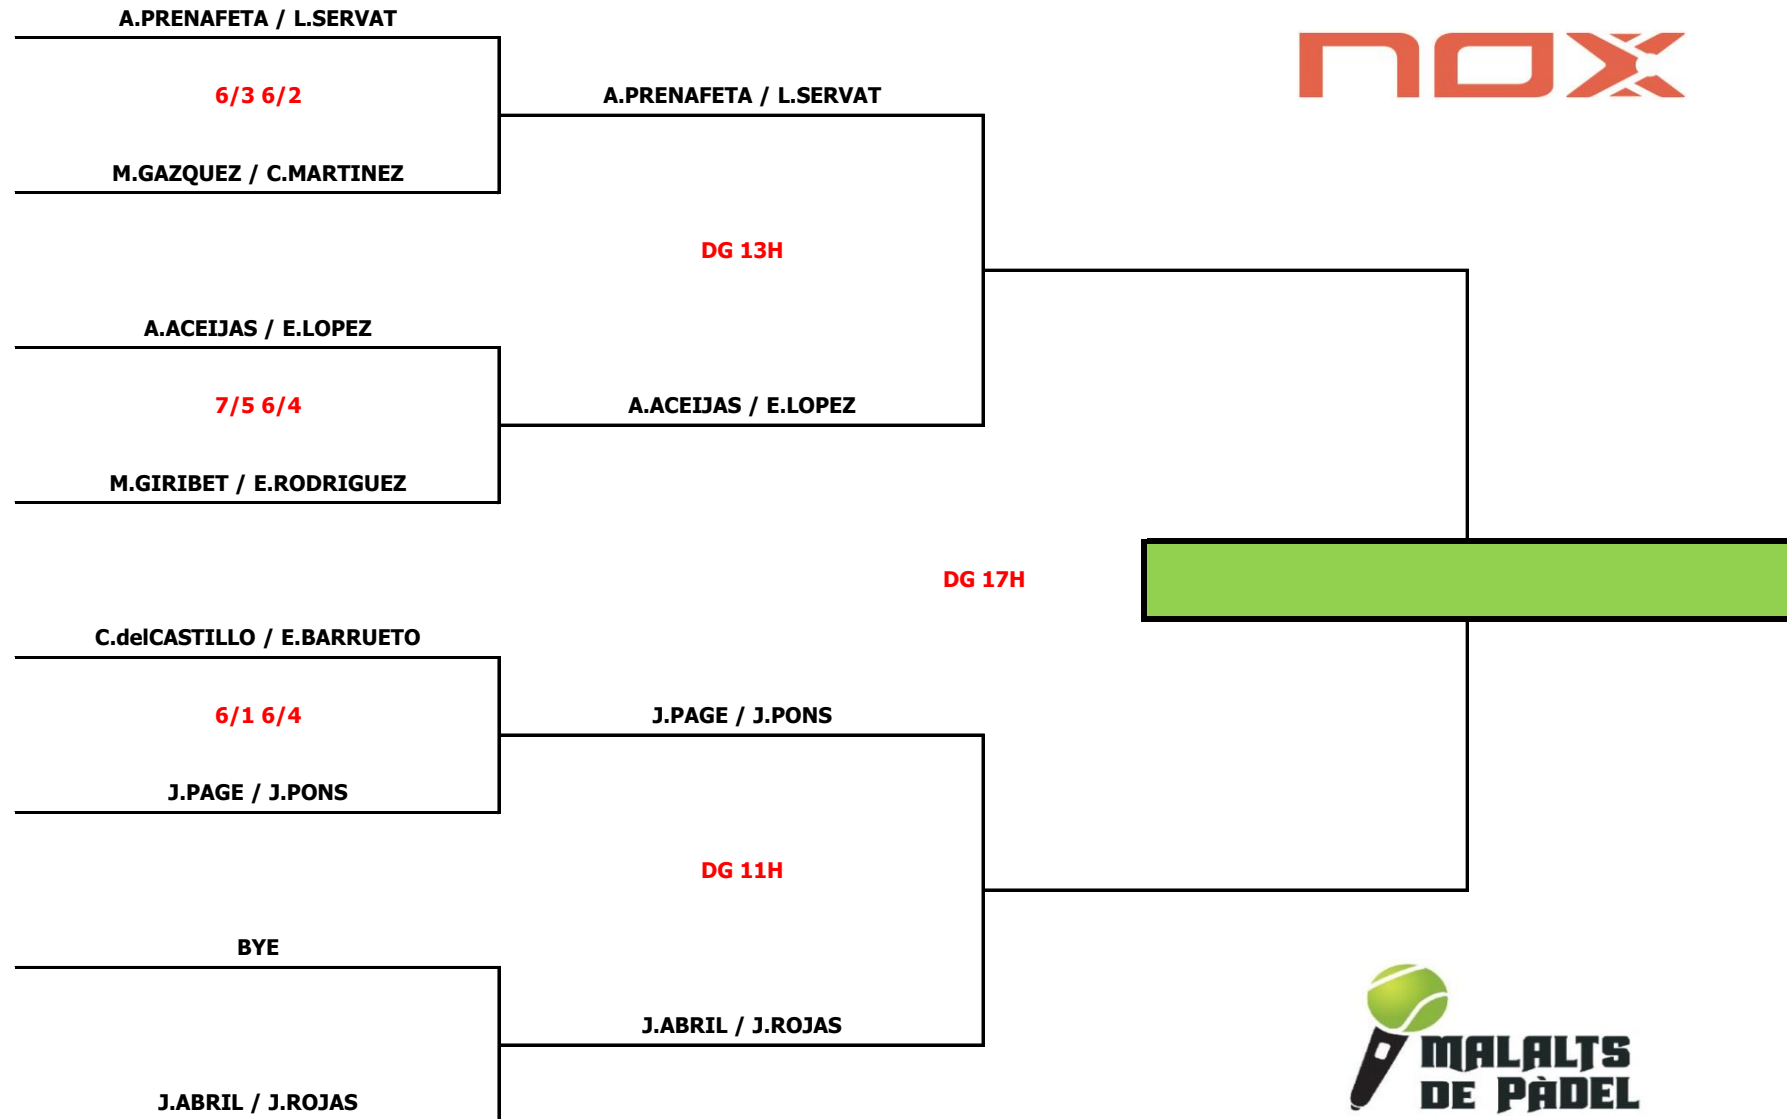 A.PRENAFETA / L.SERVAT
nox
6/3 6/2
A.PRENAFETA / L.SERVAT
M.GAZQUEZ / C.MARTINEZ
DG 13H
A.ACEIJAS / E.LOPEZ
7/5 6/4
A.ACEIJAS / E.LOPEZ
M.GIRIBET / E.RODRIGUEZ
DG 17H
C.delCASTILLO / E.BARRUETO
6/1 6/4
J.PAGE / J.PONS
J.PAGE / J.PONS
DG 11H
BYE
J.ABRIL / J.ROJAS
J.ABRIL / J.ROJAS
MALALTS
DE PÀDEL